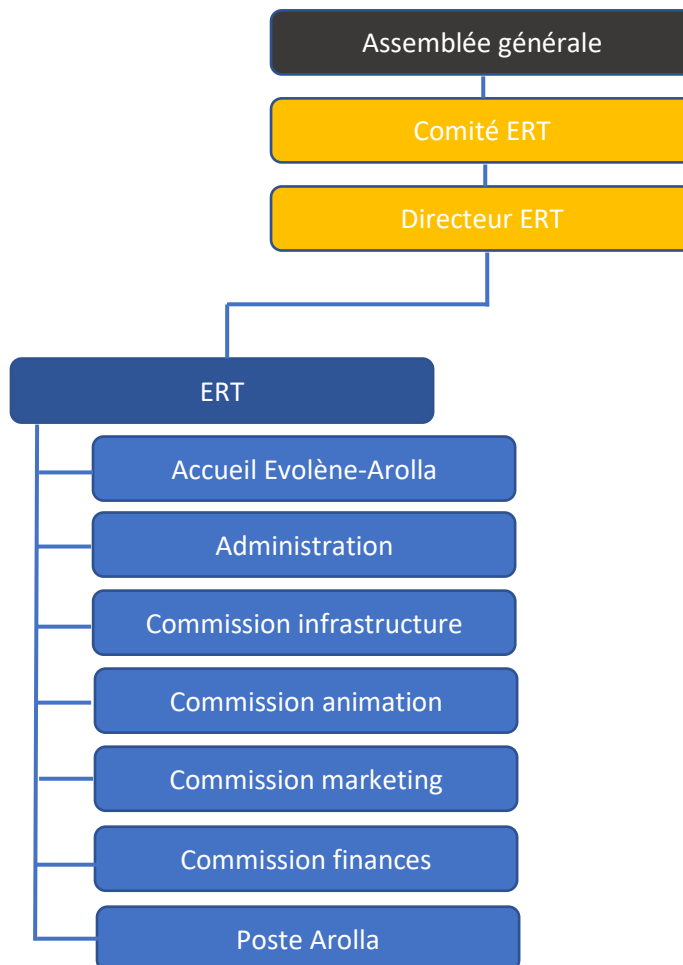 Assemblée générale
Comité ERT
Directeur ERT
ERT
Accueil Evolène-Arolla
Administration
Commission infrastructure
Commission animation
Commission marketing
Commission finances
Poste Arolla